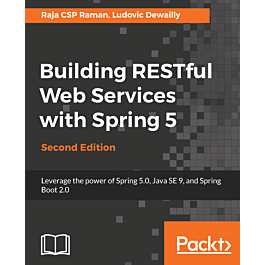 Raja CSP Raman, Ludovic Dewailly
Building RESTful
Web Services
with Spring 5
Second Edition
Leverage the power of Spring 5.0, Java SE 9, and Spring
Boot 2.0
Packt>